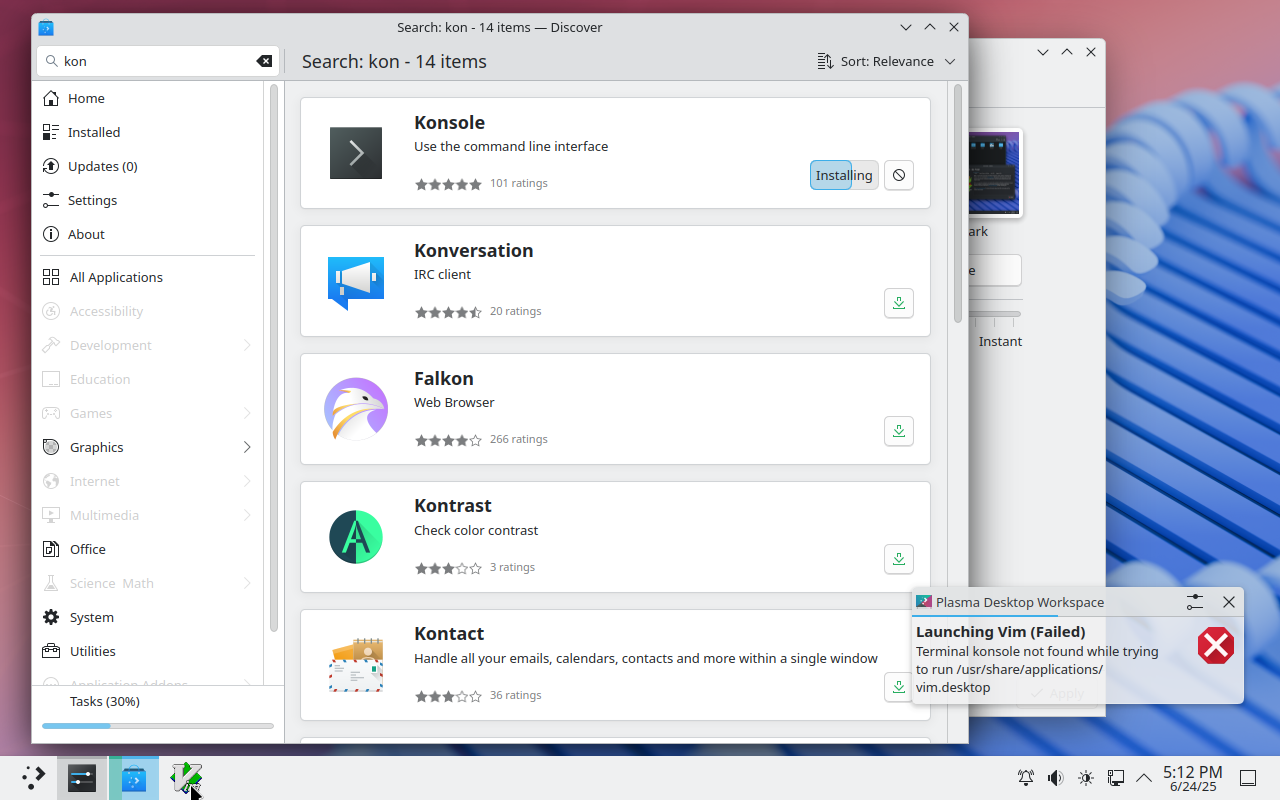 Search: kon - 14 items — Discover
kon
Search: kon - 14 items
Sort: Relevance
Home
Installed
Updates (0)
Settings
About
All Applications
Accessibility
Development
Education
Games
Graphics
Internet
Multimedia
Office
Science Math
System
Utilities
Application Addons
Tasks (30%)
Konsole
Use the command line interface
101 ratings
Installing
Konversation
IRC client
20 ratings
Falkon
Web Browser
266 ratings
Kontrast
Check color contrast
3 ratings
Kontact
Handle all your emails, calendars, contacts and more within a single window
36 ratings
ark
e
Instant
Plasma Desktop Workspace
Launching Vim (Failed)
Terminal konsole not found while trying
to run /usr/share/applications/
vim.desktop
Apply
5:12 PM
6/24/25